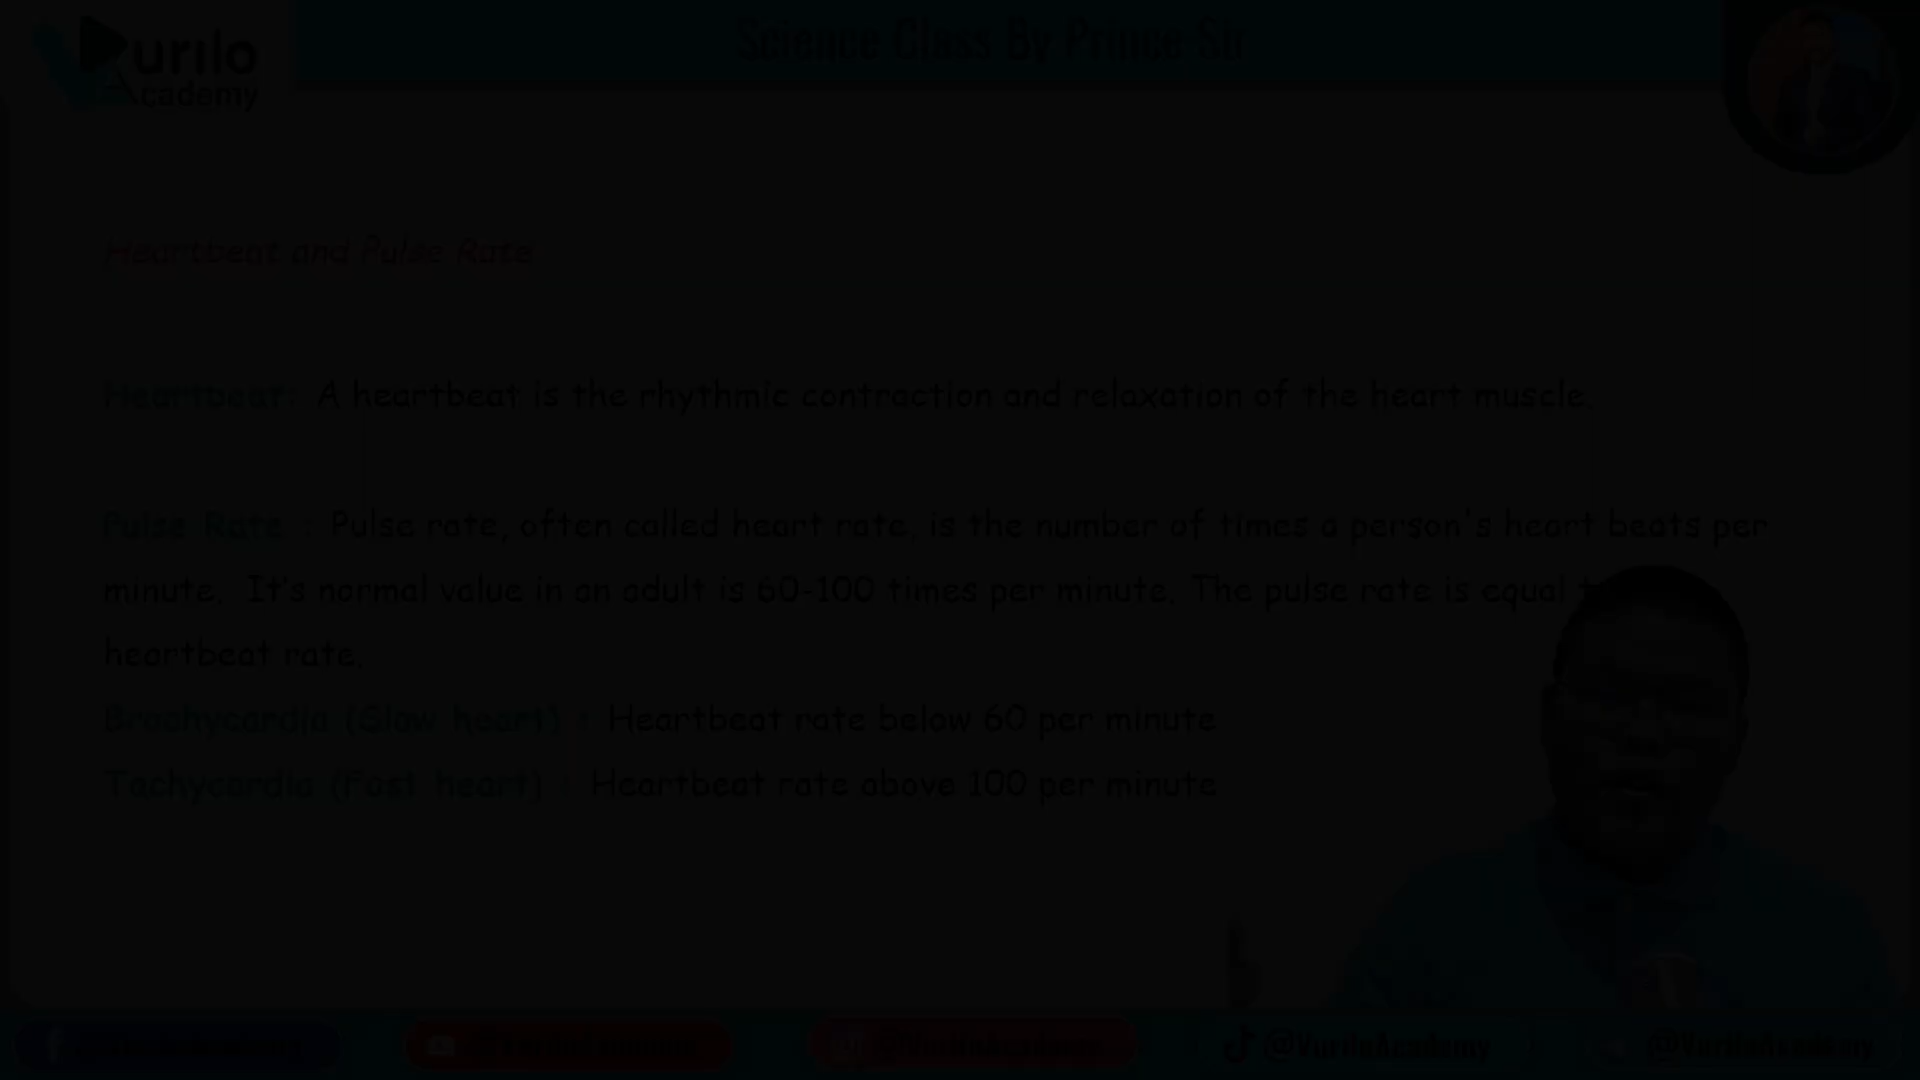 Vurilo
Academy
Science Class By Prince Sir
Heartbeat and Pulse Rate
Heartbeat: A heartbeat is the rhythmic contraction and relaxation of the heart muscle.
Pulse Rate : Pulse rate, often called heart rate, is the number of times a person's heart beats per
minute. It's normal value in an adult is 60-100 times per minute. The pulse rate is equal
heartbeat rate.
(Slow heart) : Heartbeat rate below 60 per minute
Tachycardia (Fast heart) : Heartbeat rate above 100 per minute
@VuriloAcademy
@VuriloAcademy
@VuriloAcademy